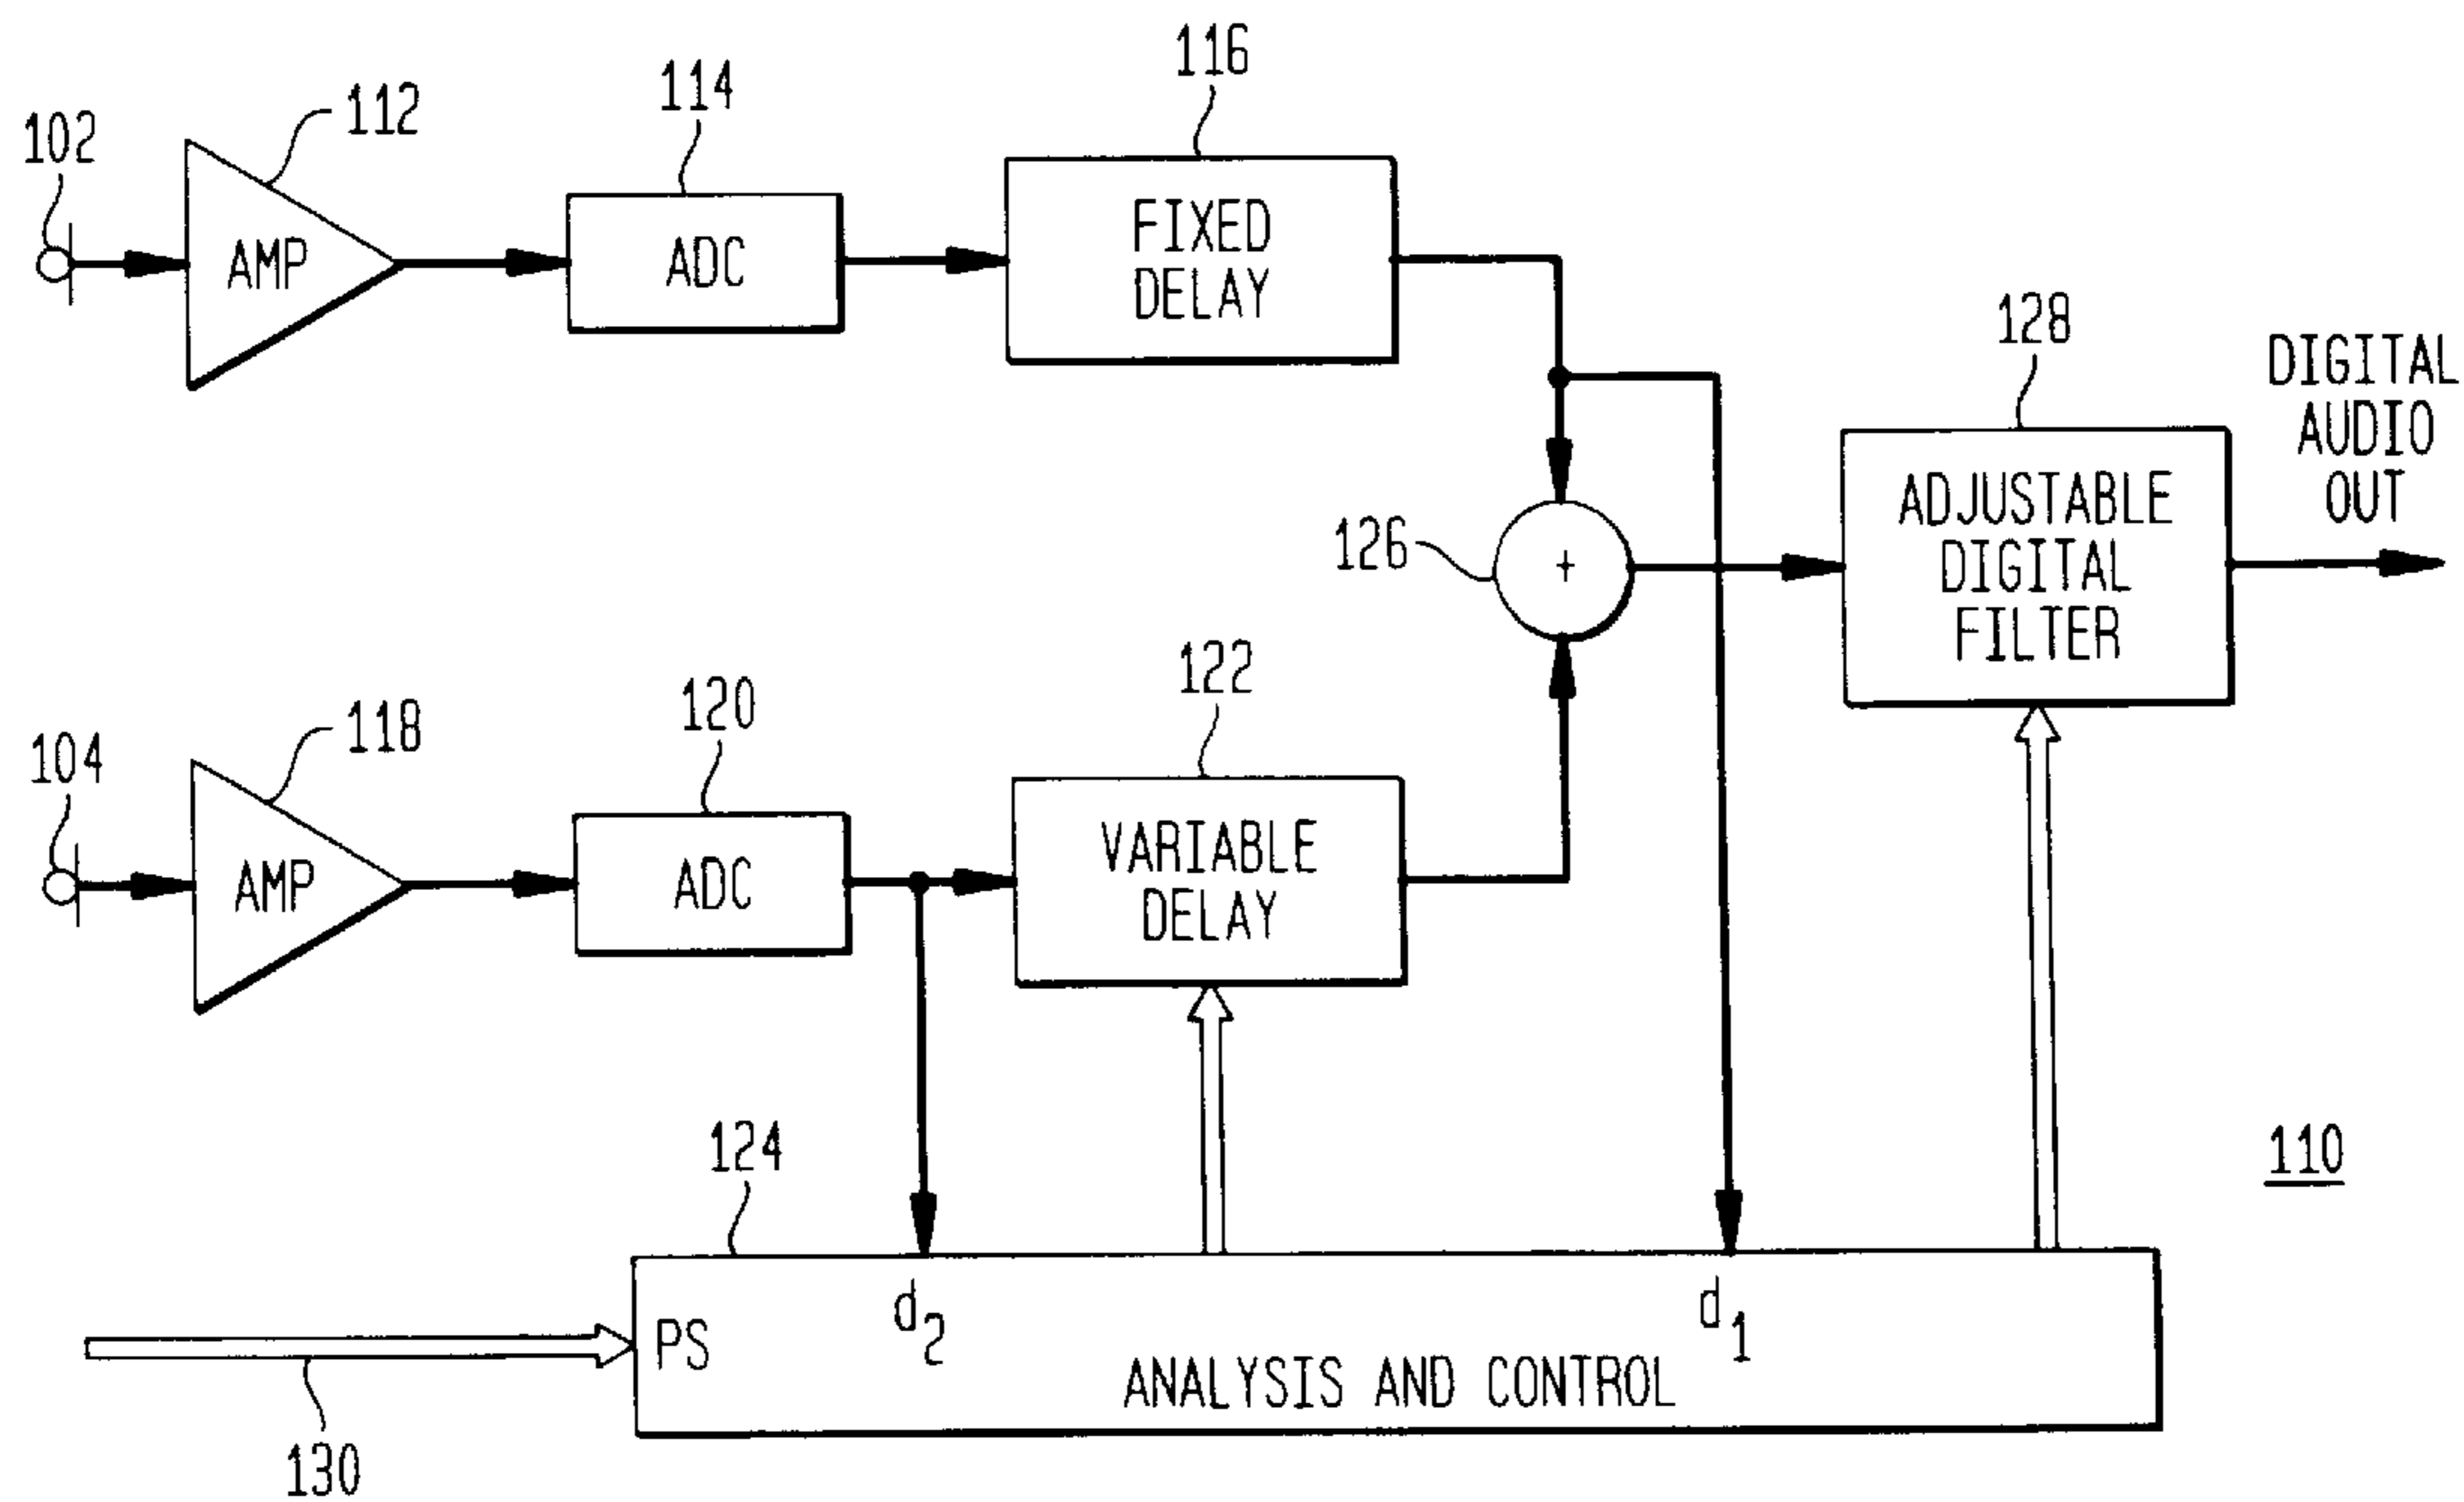 116
114
112
102
FIXED
DELAY
AMP
ADC
128
DIGITAL
AUDIO
OUT
ADJUSTABLE
DIGITAL
FILTER
126
+
122
120
118
104
VARIABLE
DELAY
AMP
ADC
124
110
PS
d2
d1
ANALYSIS AND CONTROL
130